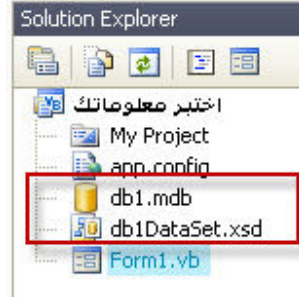 Solution Explorer
اختبر معلوماتك
My Project
app.config
db1.mdb
db1DataSet.xsd
Form1.vb